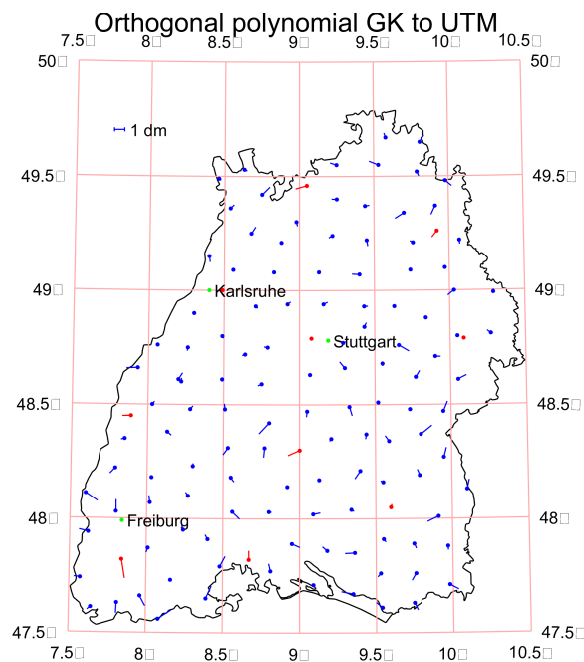 Orthogonal polynomial GK to UTM
7.5□ 8□ 8.5□ 9□ 9.5□ 10□ 10.5□
50□ 50□
1 dm
49.5□ 49.5□
49□ Karlsruhe 49□
Stuttgart
48.5□ 48.5□
48□ Freiburg 48□
47.5□ 47.5□
7.5□ 8□ 8.5□ 9□ 9.5□ 10□ 10.5□